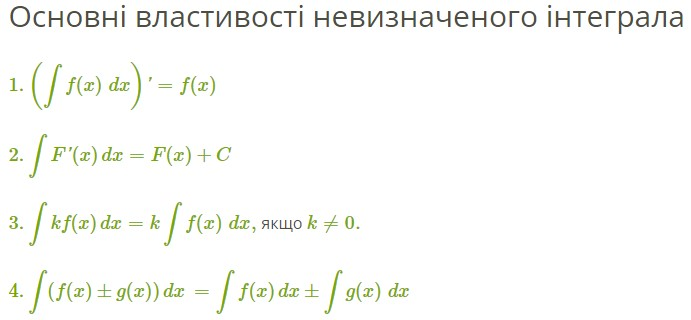 Основні властивості невизначеного інтеграла
1. (∫ f(x) dx)′ = f(x)
2. ∫ F′(x) dx = F(x) + C
3. ∫ kf(x) dx = k ∫ f(x) dx, якщо k ≠ 0.
4. ∫ (f(x) ± g(x)) dx = ∫ f(x) dx ± ∫ g(x) dx